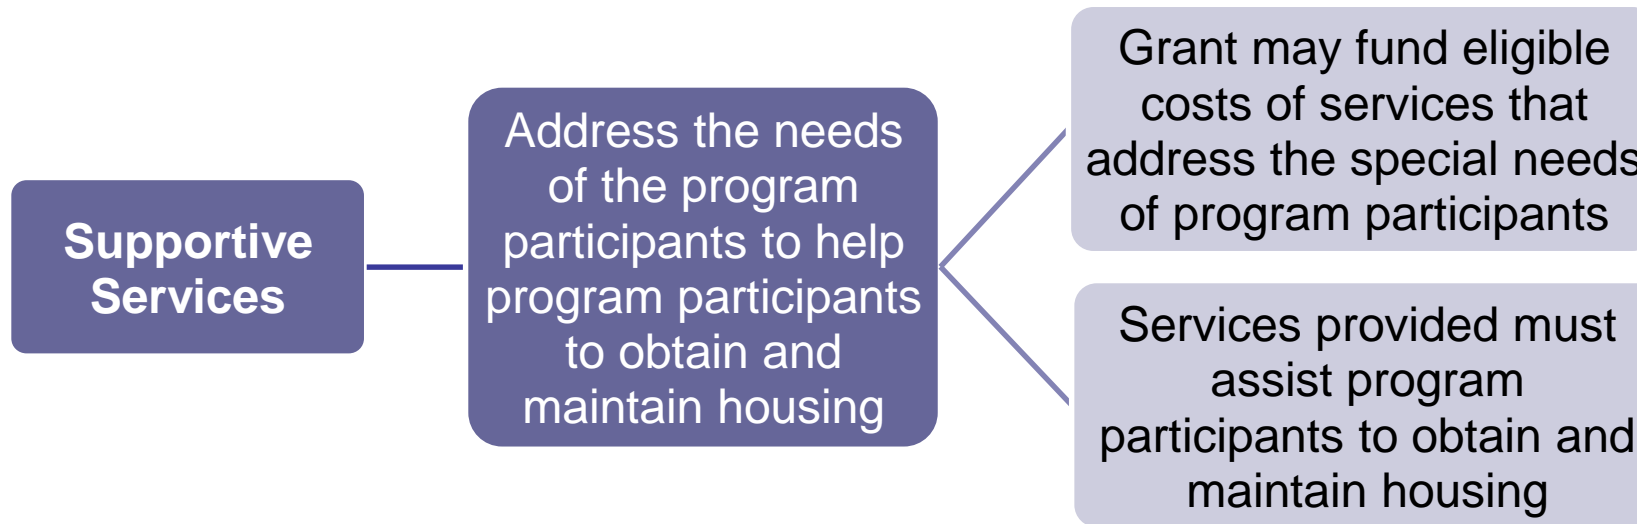 Supportive
Services
Address the needs
of the program
participants to help
program participants
to obtain and
maintain housing
Grant may fund eligible
costs of services that
address the special needs
of program participants
Services provided must
assist program
participants to obtain and
maintain housing